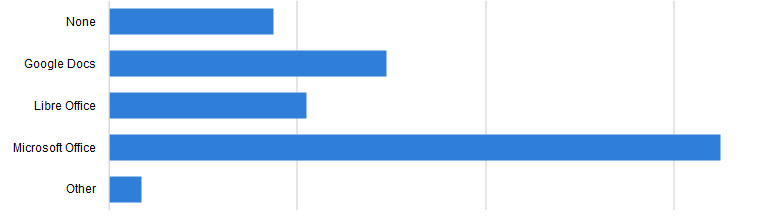 None
Google Docs
Libre Office
Microsoft Office
Other